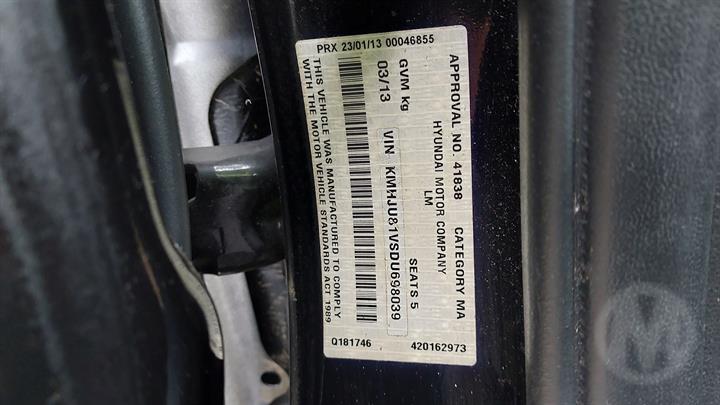 APPROVAL NO. 41838 CATEGORY MA
HYUNDAI MOTOR COMPANY
LM
GVM kg SEATS 5
03/13 VIN KMHJU81VSDU698039
THIS VEHICLE WAS MANUFACTURED TO COMPLY
WITH THE MOTOR VEHICLE STANDARDS ACT 1989
PRX 23/01/13 00046855
Q181746 420162973
M